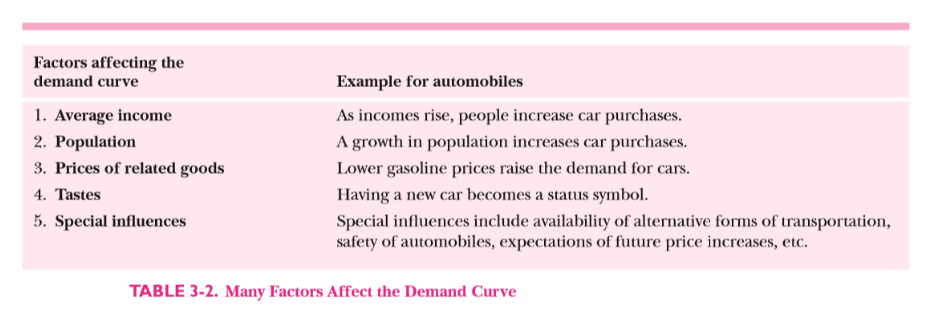 Factors affecting the
demand curve
Example for automobiles
1. Average income
As incomes rise, people increase car purchases.
2. Population
A growth in population increases car purchases.
3. Prices of related goods
Lower gasoline prices raise the demand for cars.
4. Tastes
Having a new car becomes a status symbol.
5. Special influences
Special influences include availability of alternative forms of transportation,
safety of automobiles, expectations of future price increases, etc.
TABLE 3-2. Many Factors Affect the Demand Curve